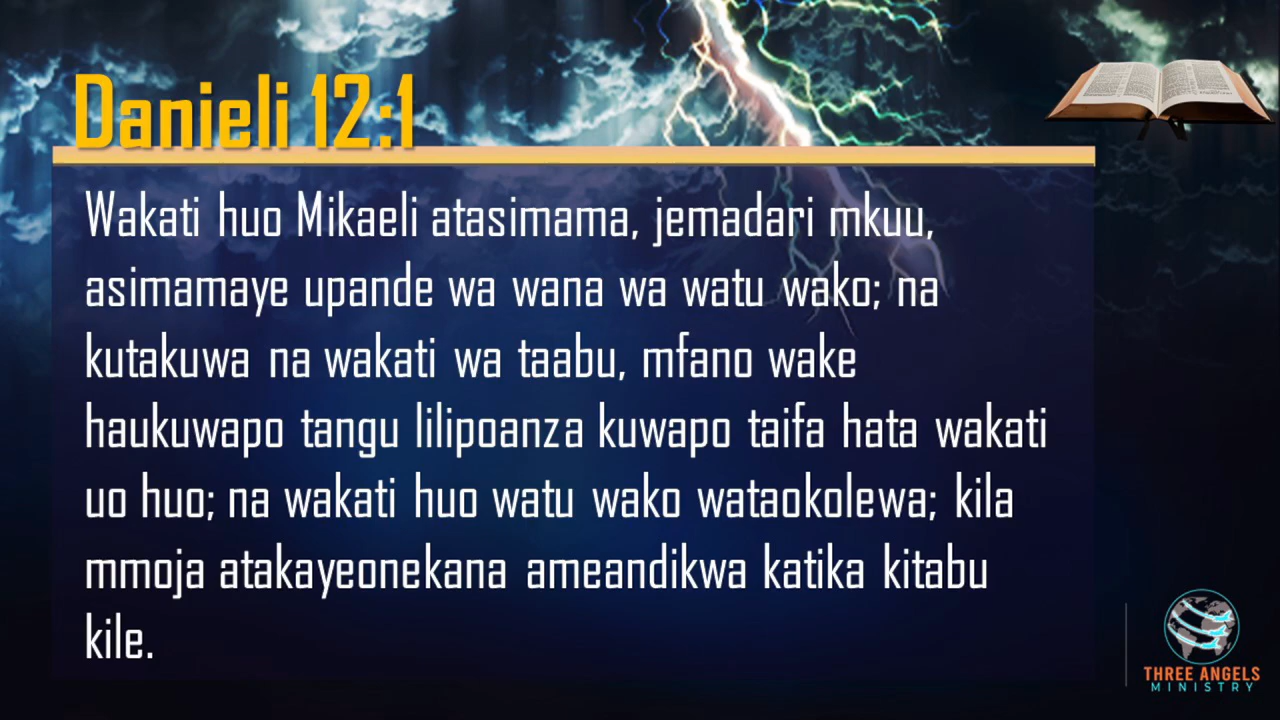 Danieli 12:1
Wakati huo Mikaeli atasimama, jemadari mkuu,
asimamaye upande wa wana wa watu wako; na
kutakuwa na wakati wa taabu, mfano wake
haukuwapo tangu lilipoanza kuwapo taifa hata wakati
uo huo; na wakati huo watu wako wataokolewa; kila
mmoja atakayeonekana ameandikwa katika kitabu
kile.
THREE ANGELS
MINISTRY